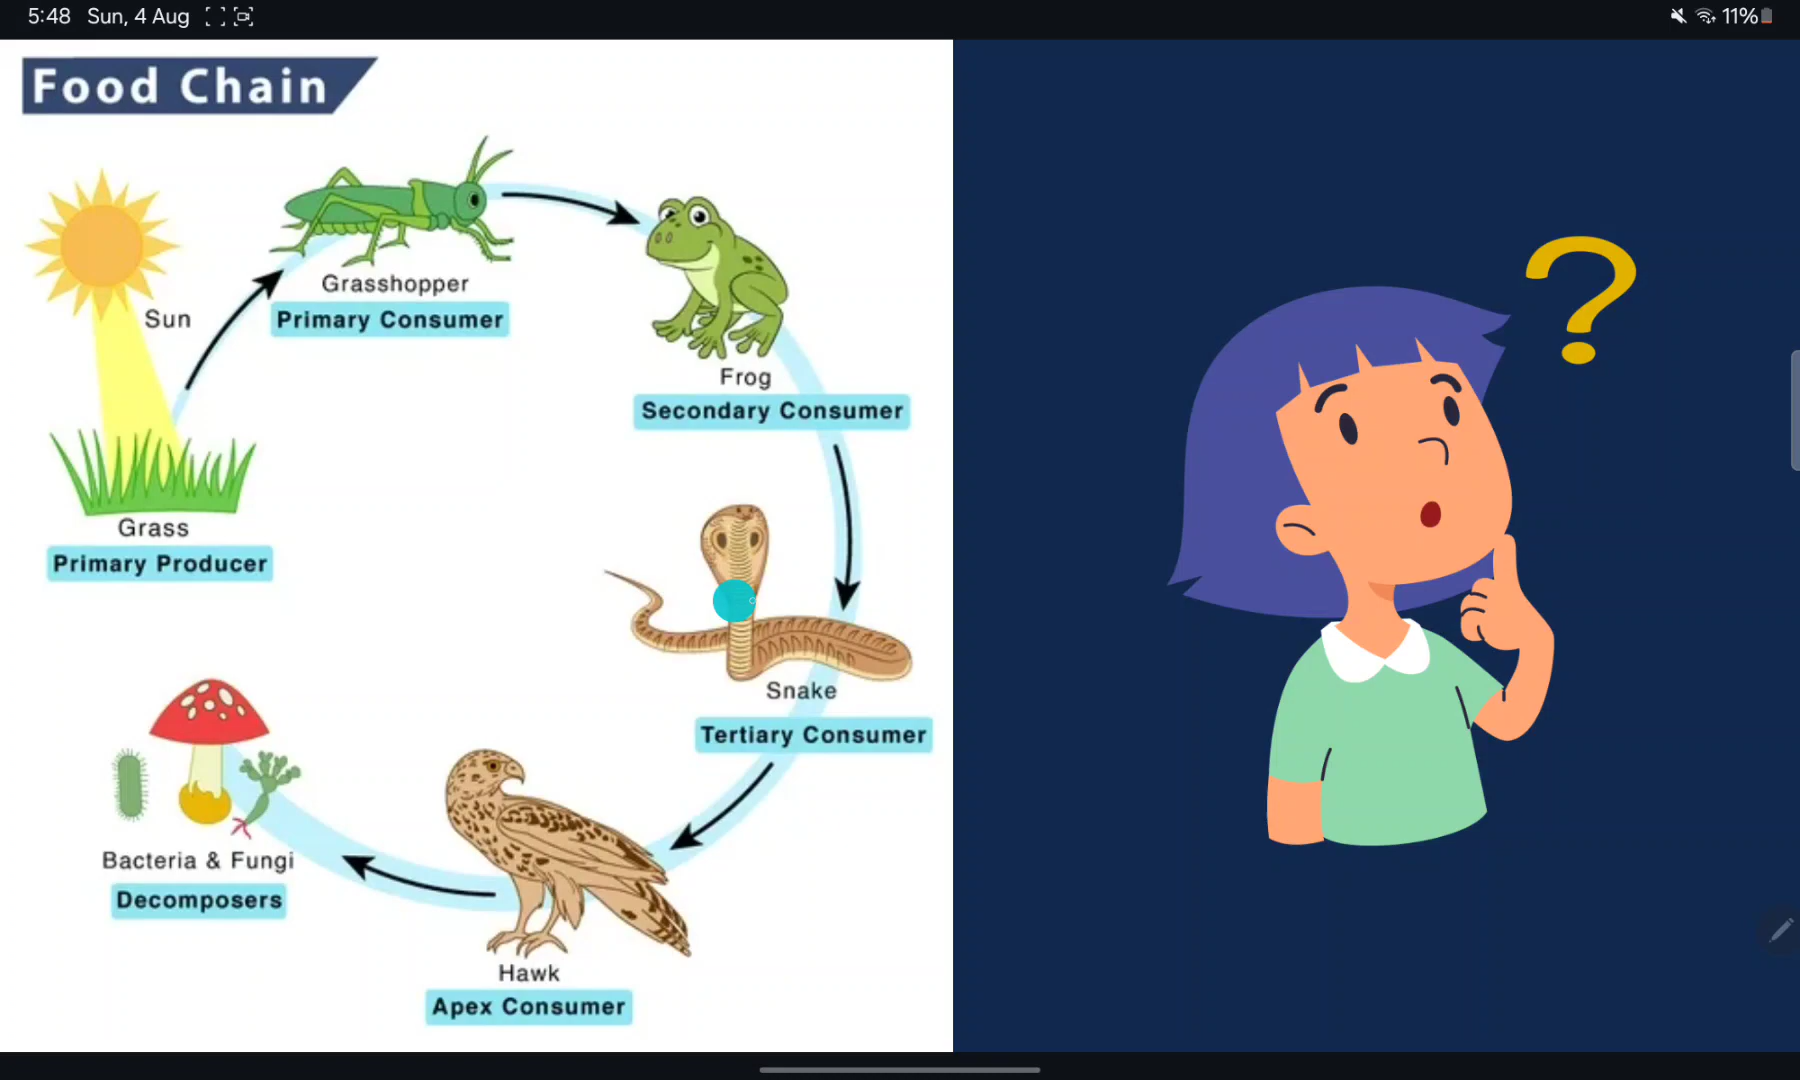 5:48 Sun, 4 Aug
11%
Food Chain
Sun
Grasshopper
Primary Consumer
Frog
Secondary Consumer
Grass
Primary Producer
Snake
Tertiary Consumer
Bacteria & Fungi
Decomposers
Hawk
Apex Consumer
?